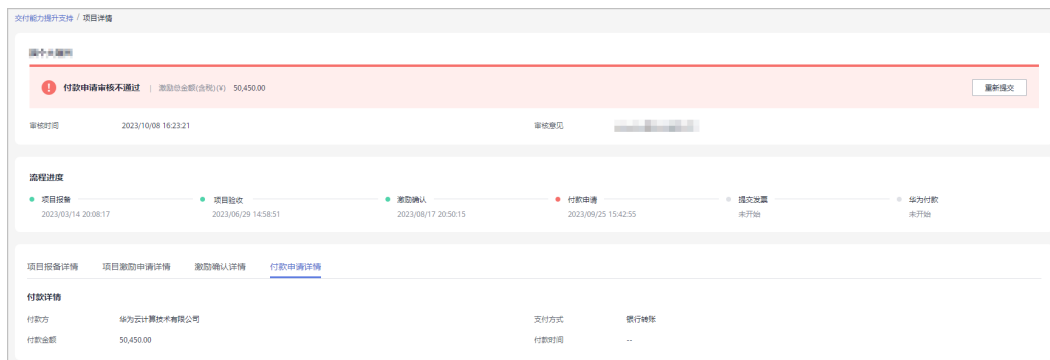 交付能力提升支持 / 项目详情
付款申请审核不通过 | 激励总金额(含税)(¥) 50,450.00 重新提交
审核时间 2023/10/08 16:23:21 审核意见
流程进度
项目报备 项目验收 激励确认 付款申请 提交发票 华为付款
2023/03/14 20:08:17 2023/06/29 14:58:51 2023/08/17 20:50:15 2023/09/25 15:42:55 未开始 未开始
项目报备详情 项目激励申请详情 激励确认详情 付款申请详情
付款详情
付款方 华为云计算技术有限公司 支付方式 银行转账
付款金额 50,450.00 付款时间 --